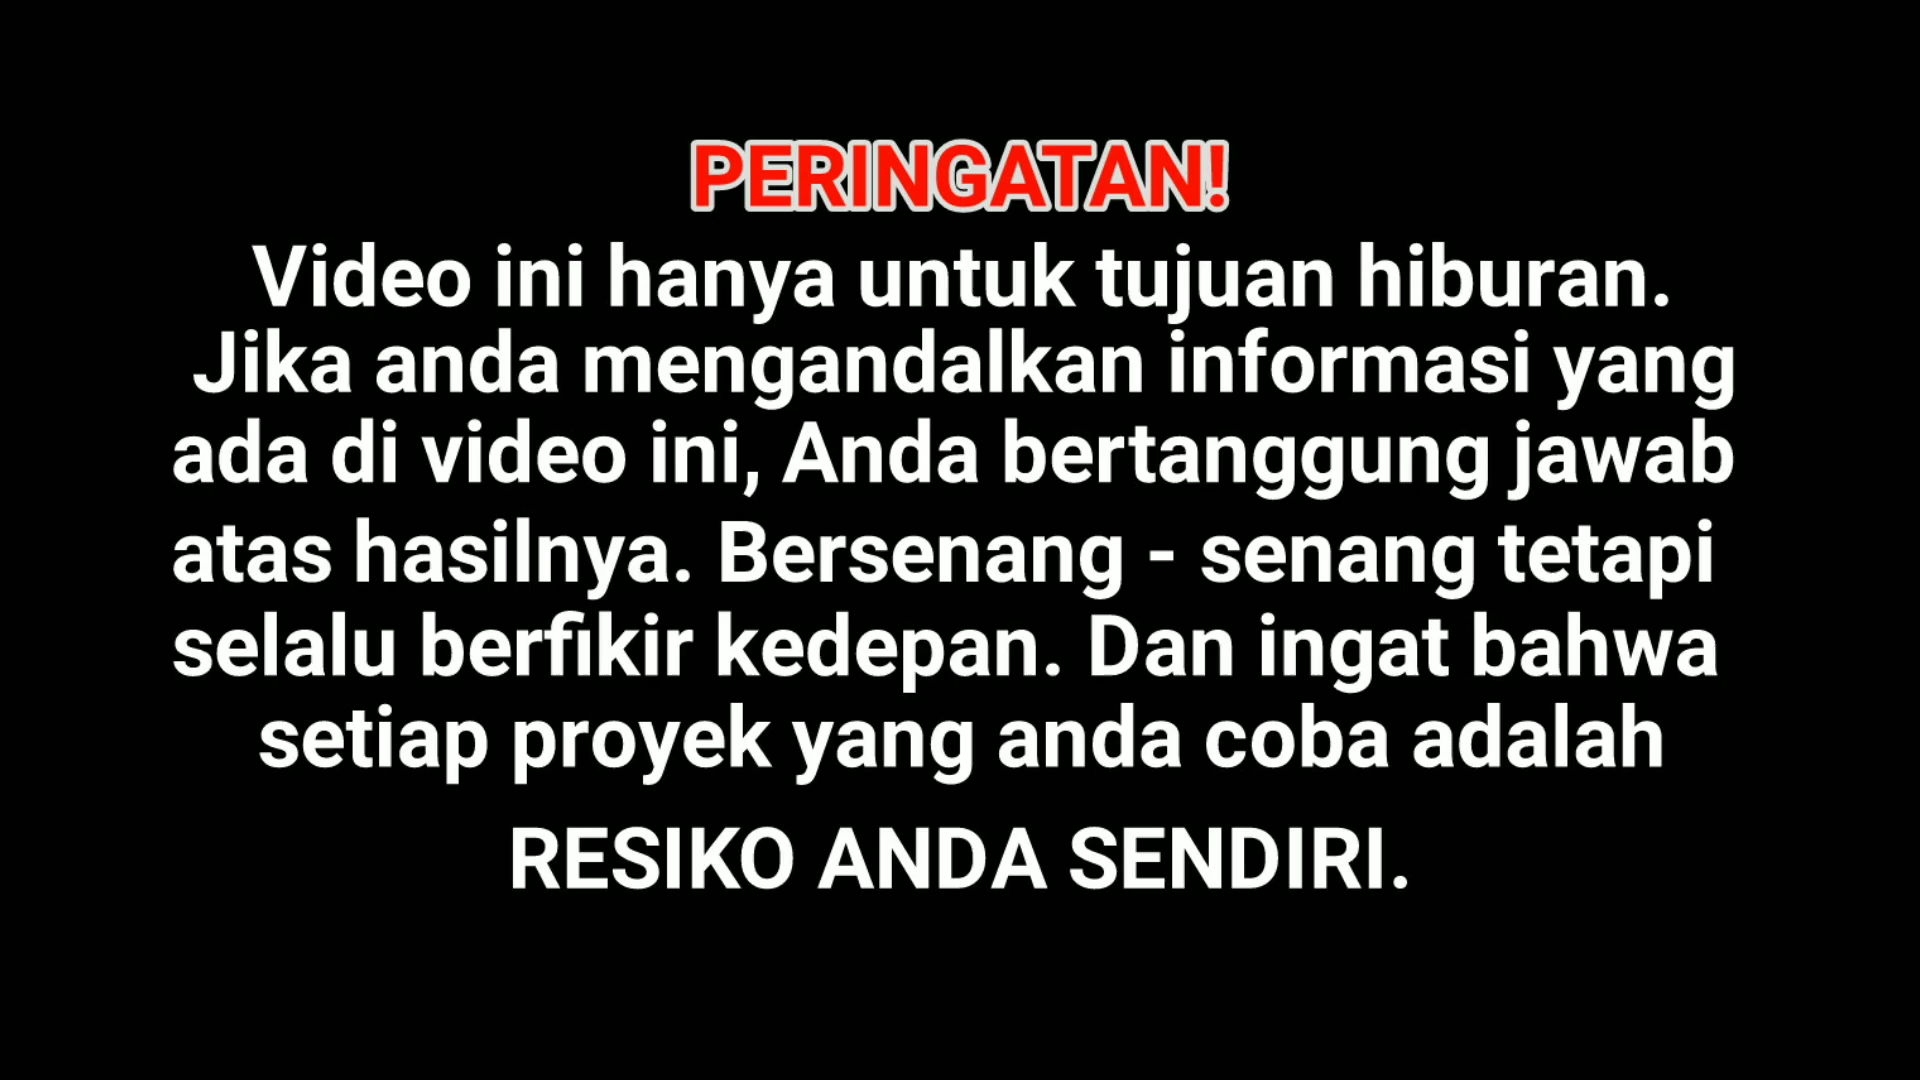 PERINGATAN!
Video ini hanya untuk tujuan hiburan.
Jika anda mengandalkan informasi yang
ada di video ini, Anda bertanggung jawab
atas hasilnya. Bersenang - senang tetapi
selalu berfikir kedepan. Dan ingat bahwa
setiap proyek yang anda coba adalah
RESIKO ANDA SENDIRI.